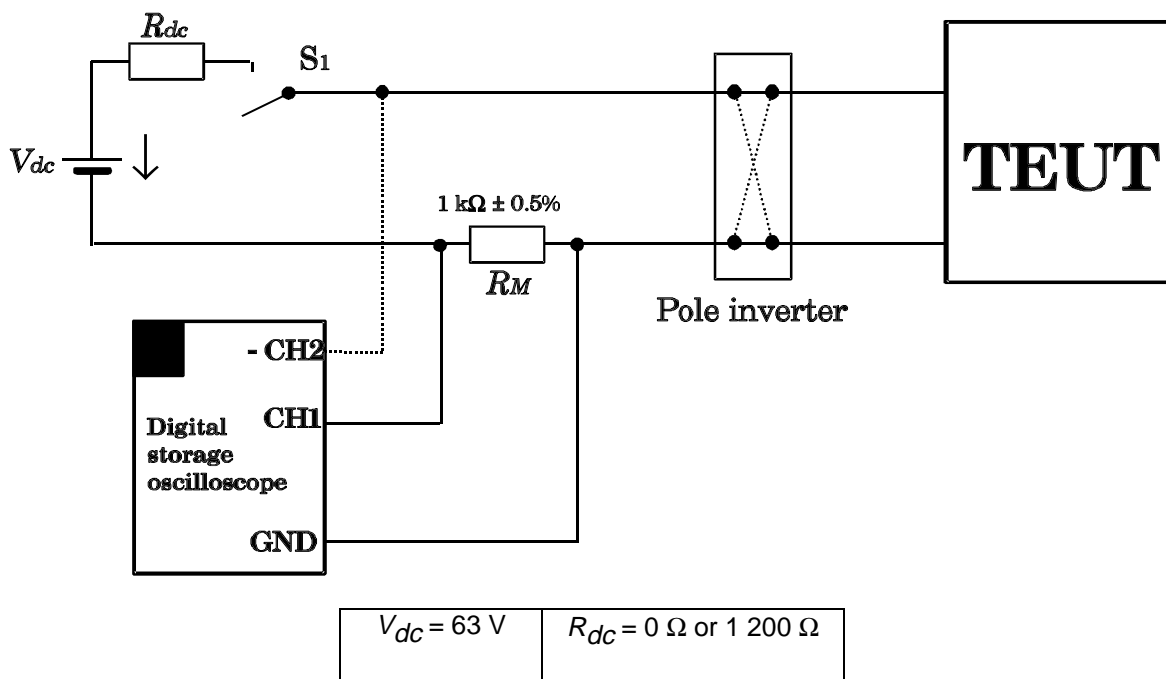 Rdc
S1
Vdc
TEUT
1 kΩ ± 0.5%
RM
Pole inverter
- CH2
CH1
Digital
storage
oscilloscope
GND
Vdc = 63 V
Rdc = 0 Ω or 1 200 Ω